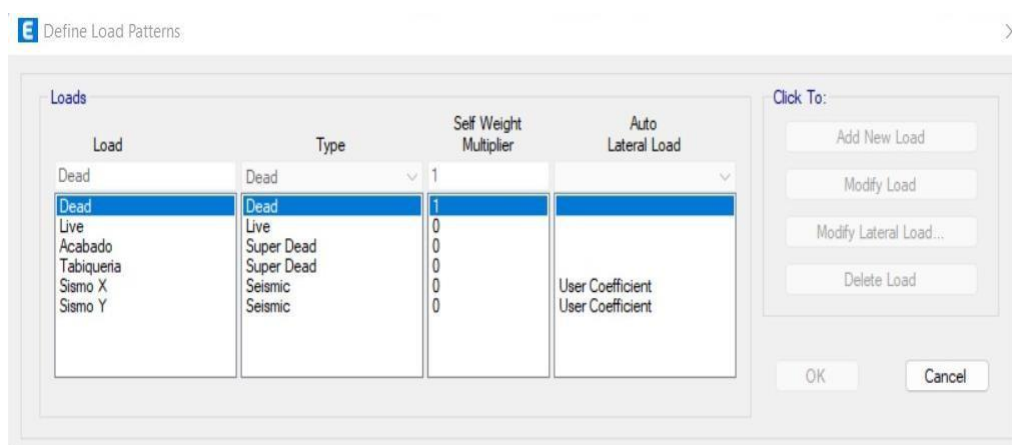 E Define Load Patterns
Loads
Load Type Self Weight Multiplier Auto Lateral Load
Dead Dead 1
Dead Dead 1
Live Live 0
Acabado Super Dead 0
Tabiqueria Super Dead 0
Sismo X Seismic 0 User Coefficient
Sismo Y Seismic 0 User Coefficient
Click To:
Add New Load
Modify Load
Modify Lateral Load...
Delete Load
OK Cancel